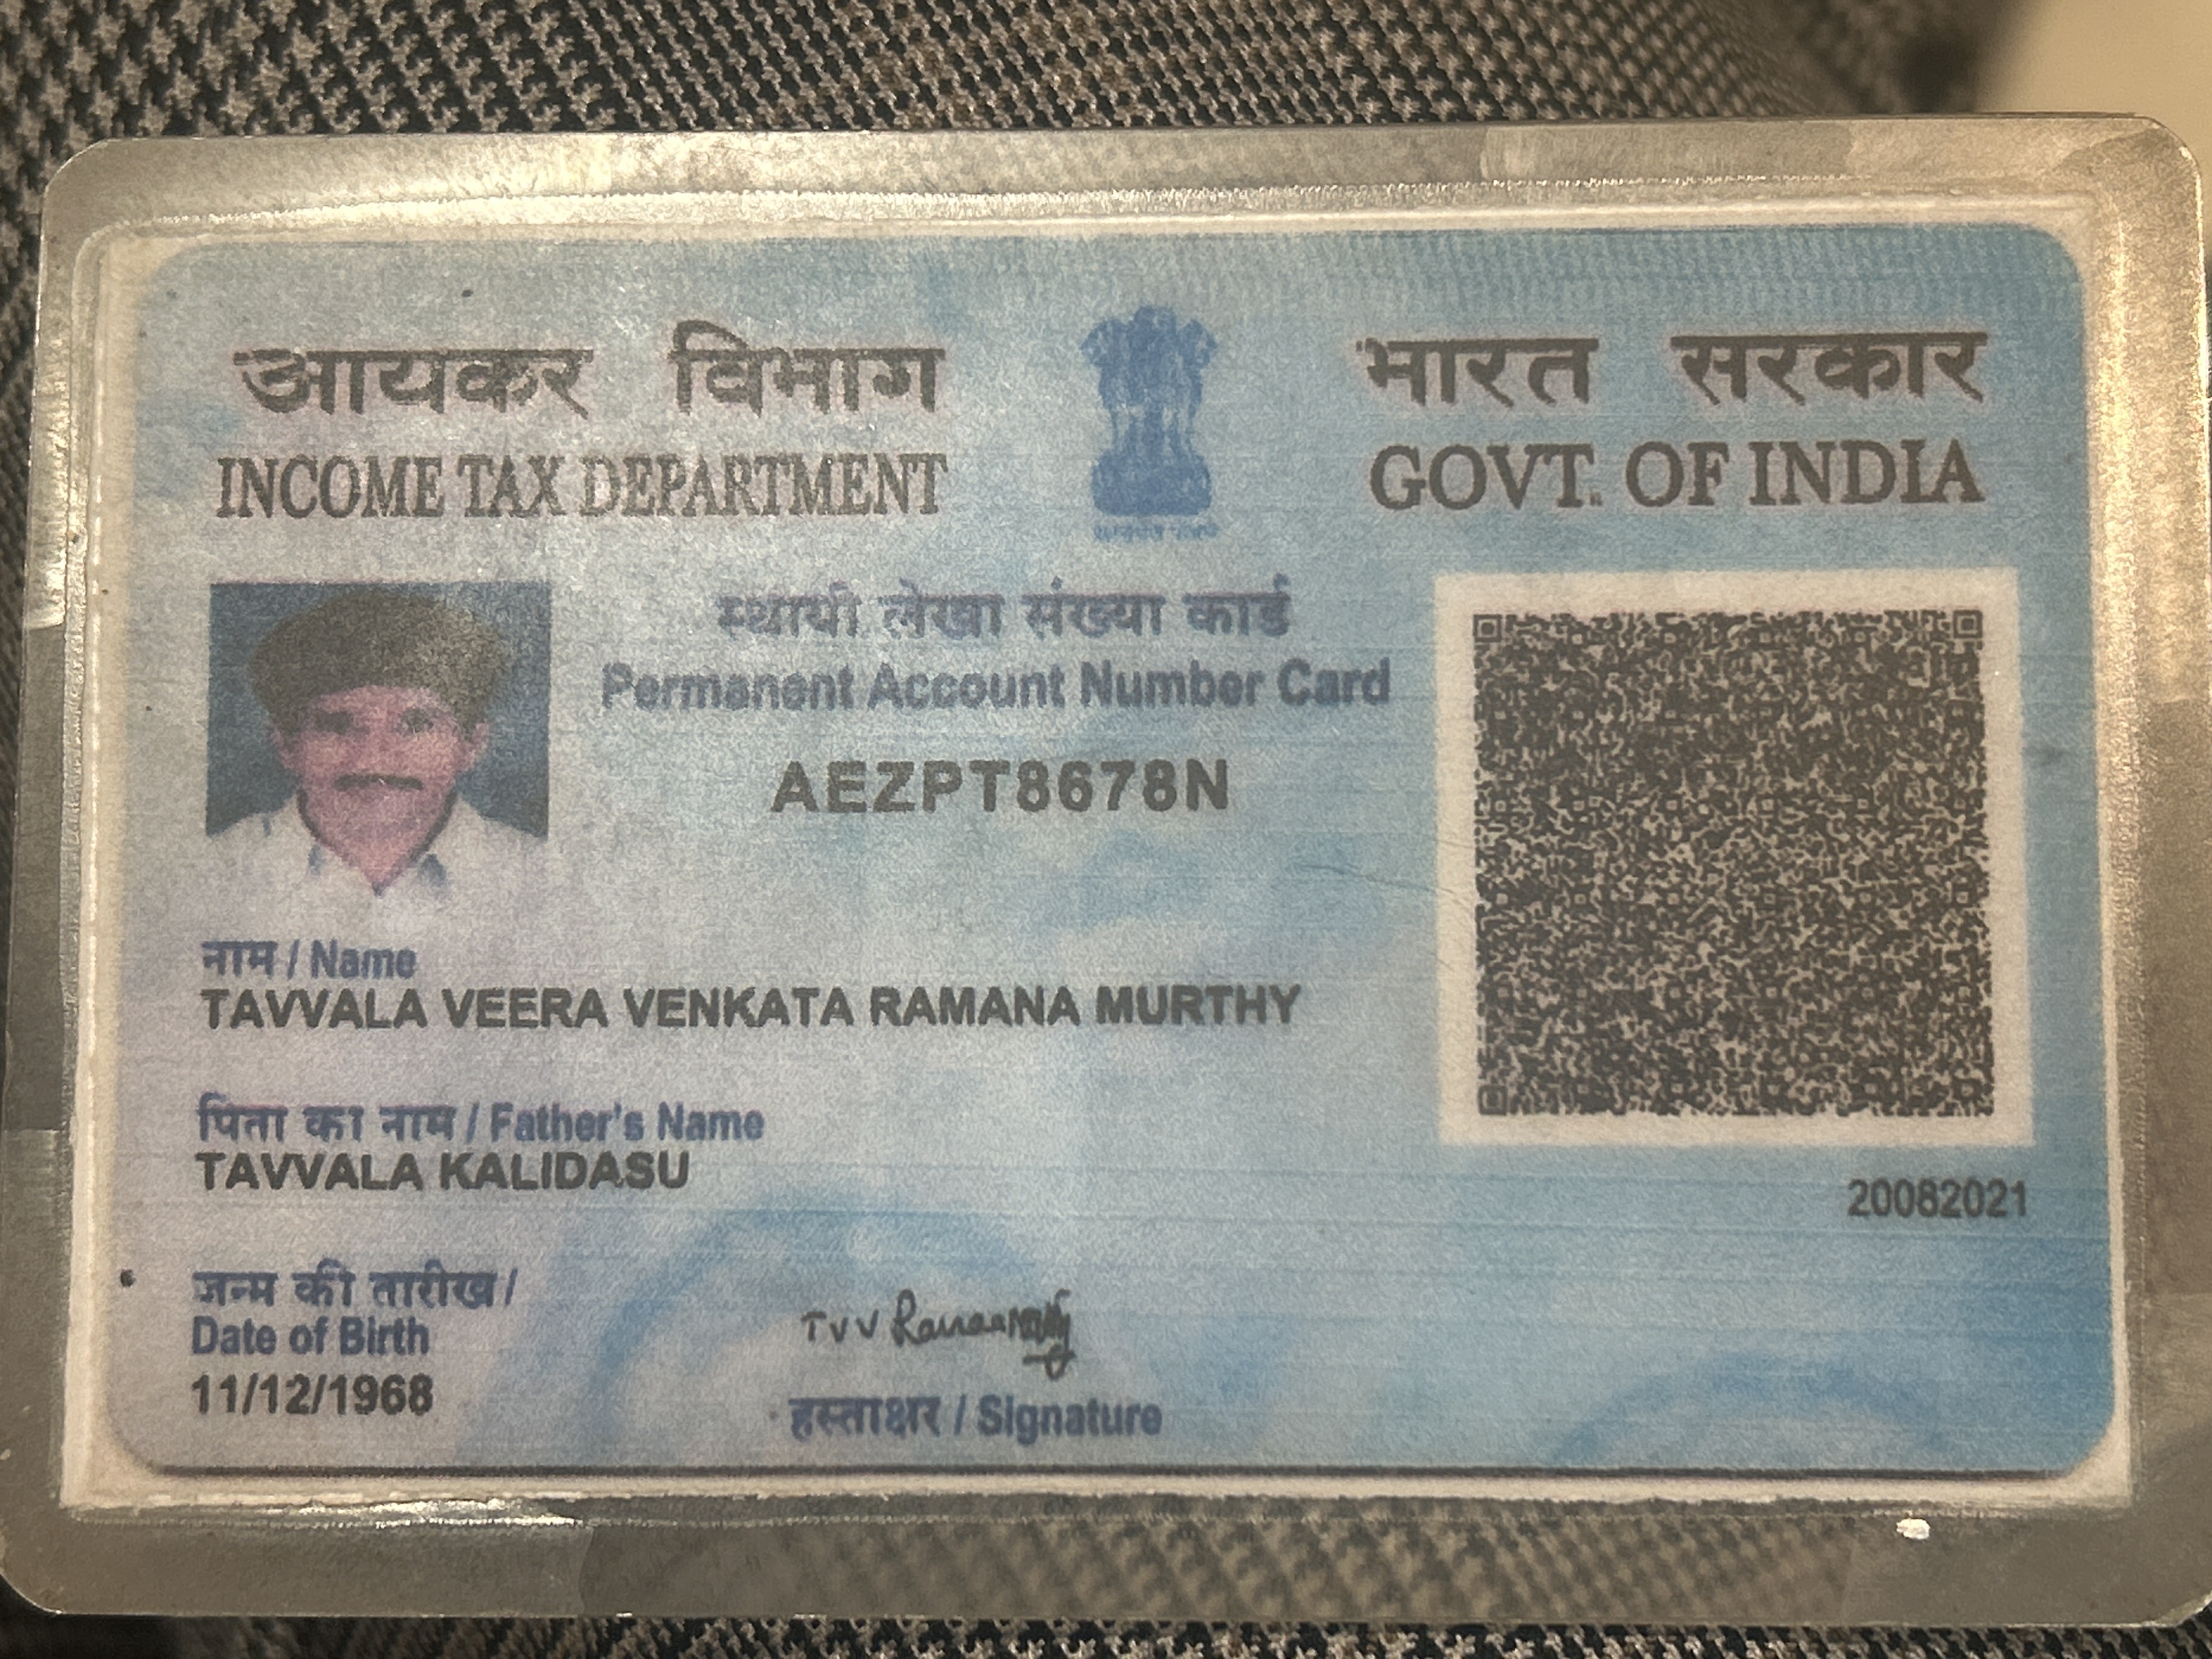 आयकर विभाग
INCOME TAX DEPARTMENT
भारत सरकार
GOVT. OF INDIA
स्थायी लेखा संख्या कार्ड
Permanent Account Number Card
AEZPT8678N
नाम / Name
TAVVALA VEERA VENKATA RAMANA MURTHY
पिता का नाम / Father's Name
TAVVALA KALIDASU
20082021
जन्म की तारीख /
Date of Birth
11/12/1968
TVV
हस्ताक्षर / Signature